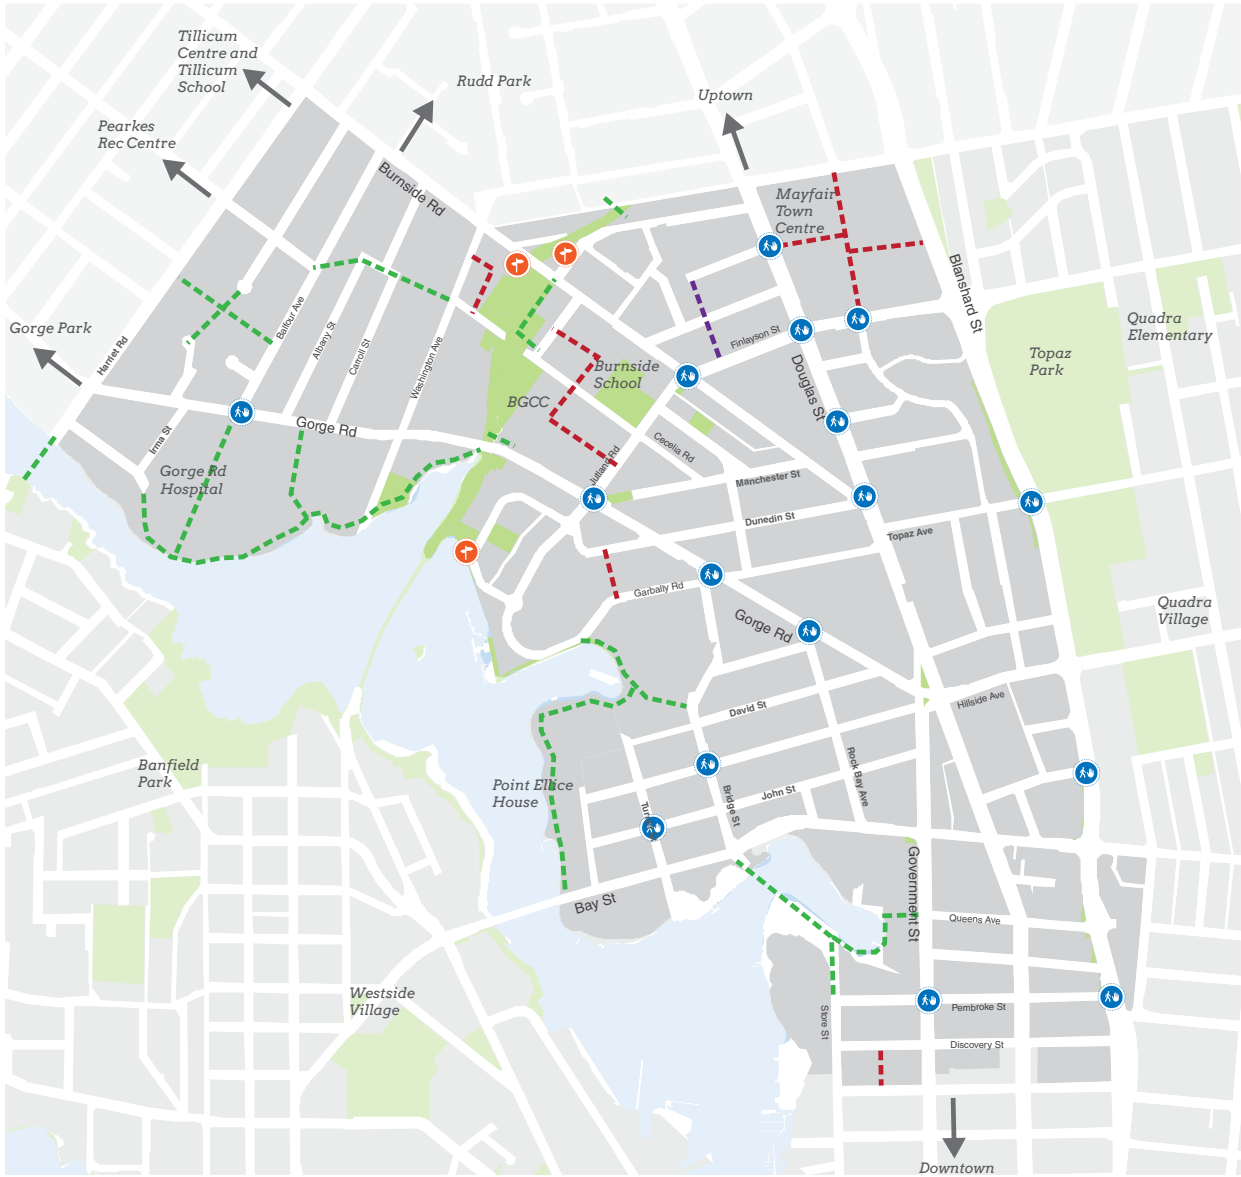 Tillicum
Centre and
Tillicum
School
Rudd Park
Uptown
Pearkes
Rec Centre
Burnside Rd
Mayfair
Town
Centre
Blanshard St
Gorge Park
Harriet Rd
Balfour Ave
Albany St
Carroll St
Washington Ave
Finlayson St
Quadra
Elementary
Topaz
Park
Burnside
School
Douglas St
BGCC
Gorge Rd
Irma St
Cecelia Rd
Jutland Rd
Gorge Rd
Hospital
Manchester St
Dunedin St
Topaz Ave
Garbally Rd
Gorge Rd
Quadra
Village
Hillside Ave
David St
Banfield
Park
Point Ellice
House
Rock Bay Ave
Bridge St
John St
Government St
Bay St
Queens Ave
Westside
Village
Store St
Pembroke St
Discovery St
Downtown